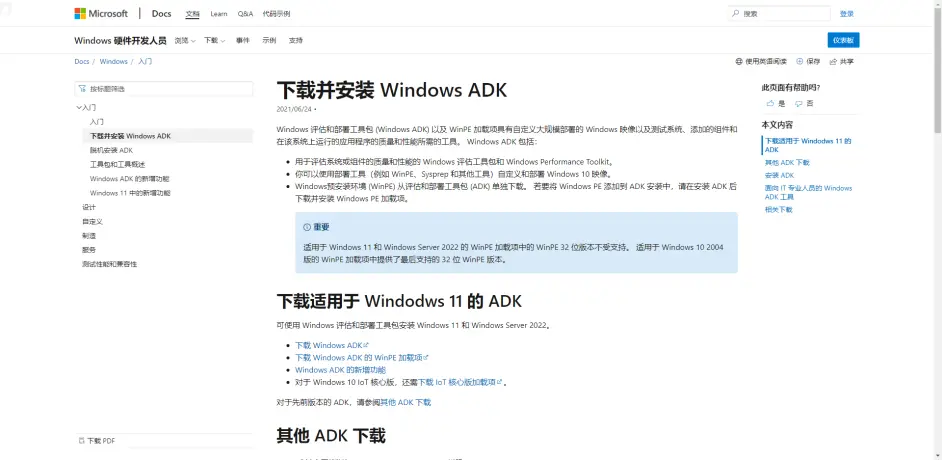 Microsoft Docs 文档 Learn Q&A 代码示例 搜索 登录
Windows 硬件开发人员 浏览 下载 事件 示例 支持 仪表板
Docs / Windows / 入门 使用英语阅读 保存 共享
按标题筛选
入门
入门
下载并安装 Windows ADK
脱机安装 ADK
工具包和工具概述
Windows ADK 的新增功能
Windows 11 中的新增功能
设计
自定义
制造
服务
测试性能和兼容性
下载 PDF
下载并安装 Windows ADK
2021/06/24 •
Windows 评估和部署工具包 (Windows ADK) 以及 WinPE 加载项具有自定义大规模部署的 Windows 映像以及测试系统、添加的组件和
在该系统上运行的应用程序的质量和性能所需的工具。 Windows ADK 包括：
• 用于评估系统或组件的质量和性能的 Windows 评估工具包和 Windows Performance Toolkit。
• 你可以使用部署工具（例如 WinPE、Sysprep 和其他工具）自定义和部署 Windows 10 映像。
• Windows预安装环境 (WinPE) 从评估和部署工具包 (ADK) 单独下载。 若要将 Windows PE 添加到 ADK 安装中，请在安装 ADK 后
下载并安装 Windows PE 加载项。
重要
适用于 Windows 11 和 Windows Server 2022 的 WinPE 加载项中的 WinPE 32 位版本不受支持。 适用于 Windows 10 2004
版的 WinPE 加载项中提供了最后支持的 32 位 WinPE 版本。
下载适用于 Windodws 11 的 ADK
可使用 Windows 评估和部署工具包安装 Windows 11 和 Windows Server 2022。
• 下载 Windows ADK
• 下载 Windows ADK 的 WinPE 加载项
• Windows ADK 的新增功能
• 对于 Windows 10 IoT 核心版，还需下载 IoT 核心版加载项 。
对于先前版本的 ADK，请参阅其他 ADK 下载
其他 ADK 下载
此页面有帮助吗?
是 否
本文内容
下载适用于 Windodws 11 的
ADK
其他 ADK 下载
安装 ADK
面向 IT 专业人员的 Windows
ADK 工具
相关下载